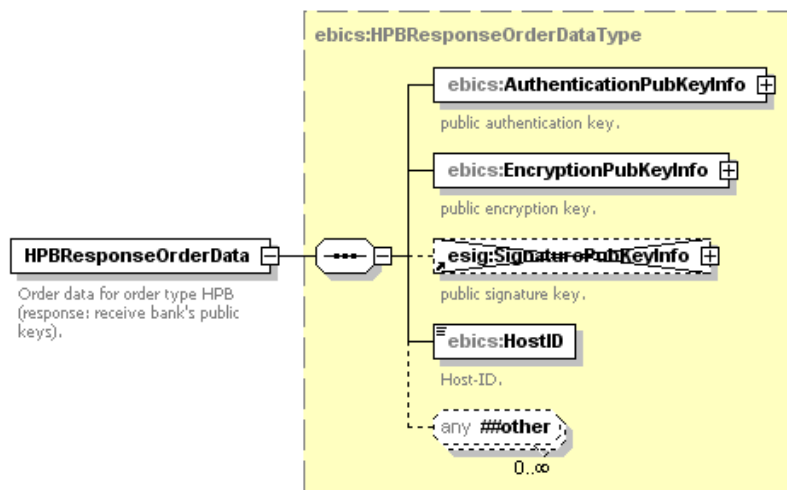 ebics:HPBResponseOrderDataType
ebics:AuthenticationPubKeyInfo
public authentication key.
ebics:EncryptionPubKeyInfo
public encryption key.
HPBResponseOrderData
Order data for order type HPB
(response: receive bank's public
keys).
esig:SignaturePubKeyInfo
public signature key.
ebics:HostID
Host-ID.
any ##other
0..∞